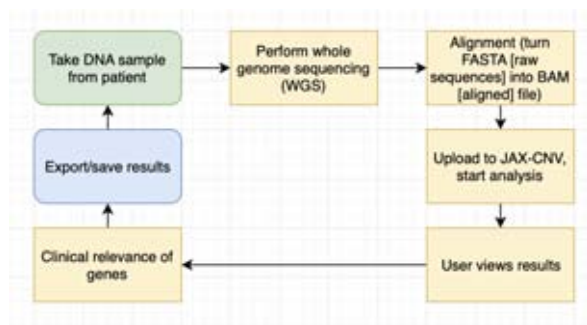 Take DNA sample
from patient
Perform whole
genome sequencing
(WGS)
Alignment (turn
FASTA [raw
sequences] into BAM
[aligned] file)
Upload to JAX-CNV,
start analysis
User views results
Clinical relevance of
genes
Export/save results